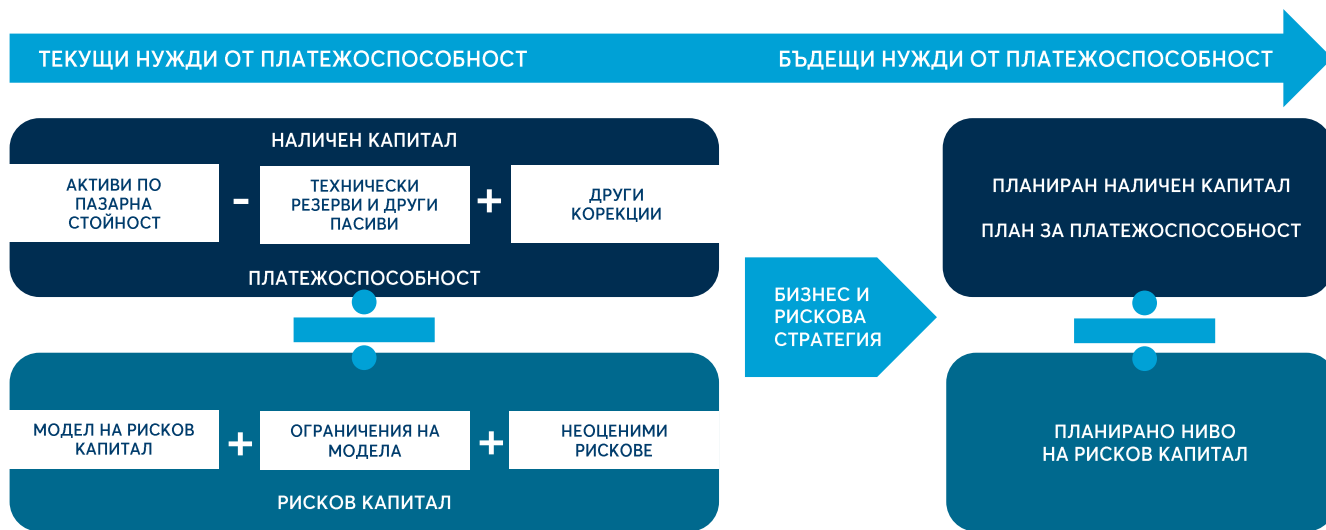 ТЕКУЩИ НУЖДИ ОТ ПЛАТЕЖОСПОСОБНОСТ
БЪДЕЩИ НУЖДИ ОТ ПЛАТЕЖОСПОСОБНОСТ
НАЛИЧЕН КАПИТАЛ
АКТИВИ ПО
ПАЗАРНА
СТОЙНОСТ
-
ТЕХНИЧЕСКИ
РЕЗЕРВИ И ДРУГИ
ПАСИВИ
+
ДРУГИ
КОРЕКЦИИ
ПЛАТЕЖОСПОСОБНОСТ
МОДЕЛ НА РИСКОВ
КАПИТАЛ
+
ОГРАНИЧЕНИЯ НА
МОДЕЛА
+
НЕОЦЕНИМИ
РИСКОВЕ
РИСКОВ КАПИТАЛ
БИЗНЕС И
РИСКОВА
СТРАТЕГИЯ
ПЛАНИРАН НАЛИЧЕН КАПИТАЛ
ПЛАН ЗА ПЛАТЕЖОСПОСОБНОСТ
ПЛАНИРАНО НИВО
НА РИСКОВ КАПИТАЛ